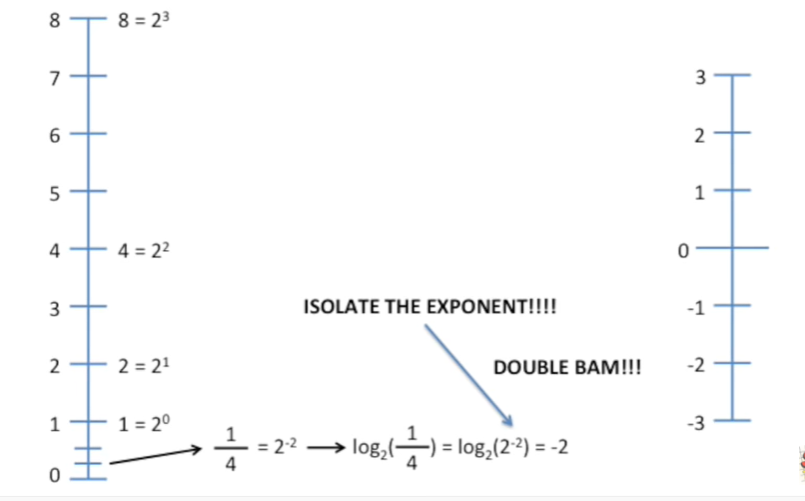 8 8 = 2³ 
7
6
5
4 4 = 2²
3
2 2 = 2¹
1 1 = 2⁰
0
1/4 = 2⁻² → log₂(1/4) = log₂(2⁻²) = -2
ISOLATE THE EXPONENT!!!!
DOUBLE BAM!!!
3
2
1
0
-1
-2
-3